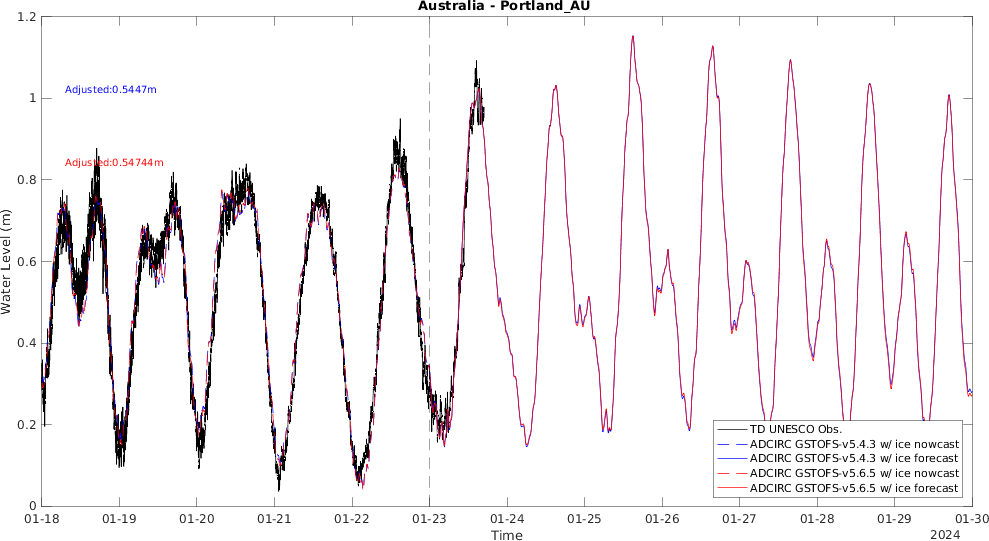 Australia - Portland_AU
1.2
1
0.8
0.6
0.4
0.2
0
Water Level (m)
Adjusted:0.5447m
Adjusted:0.54744m
TD UNESCO Obs.
ADCIRC GSTOFS-v5.4.3 w/ ice nowcast
ADCIRC GSTOFS-v5.4.3 w/ ice forecast
ADCIRC GSTOFS-v5.6.5 w/ ice nowcast
ADCIRC GSTOFS-v5.6.5 w/ ice forecast
01-18 01-19 01-20 01-21 01-22 01-23 01-24 01-25 01-26 01-27 01-28 01-29 01-30
Time
2024